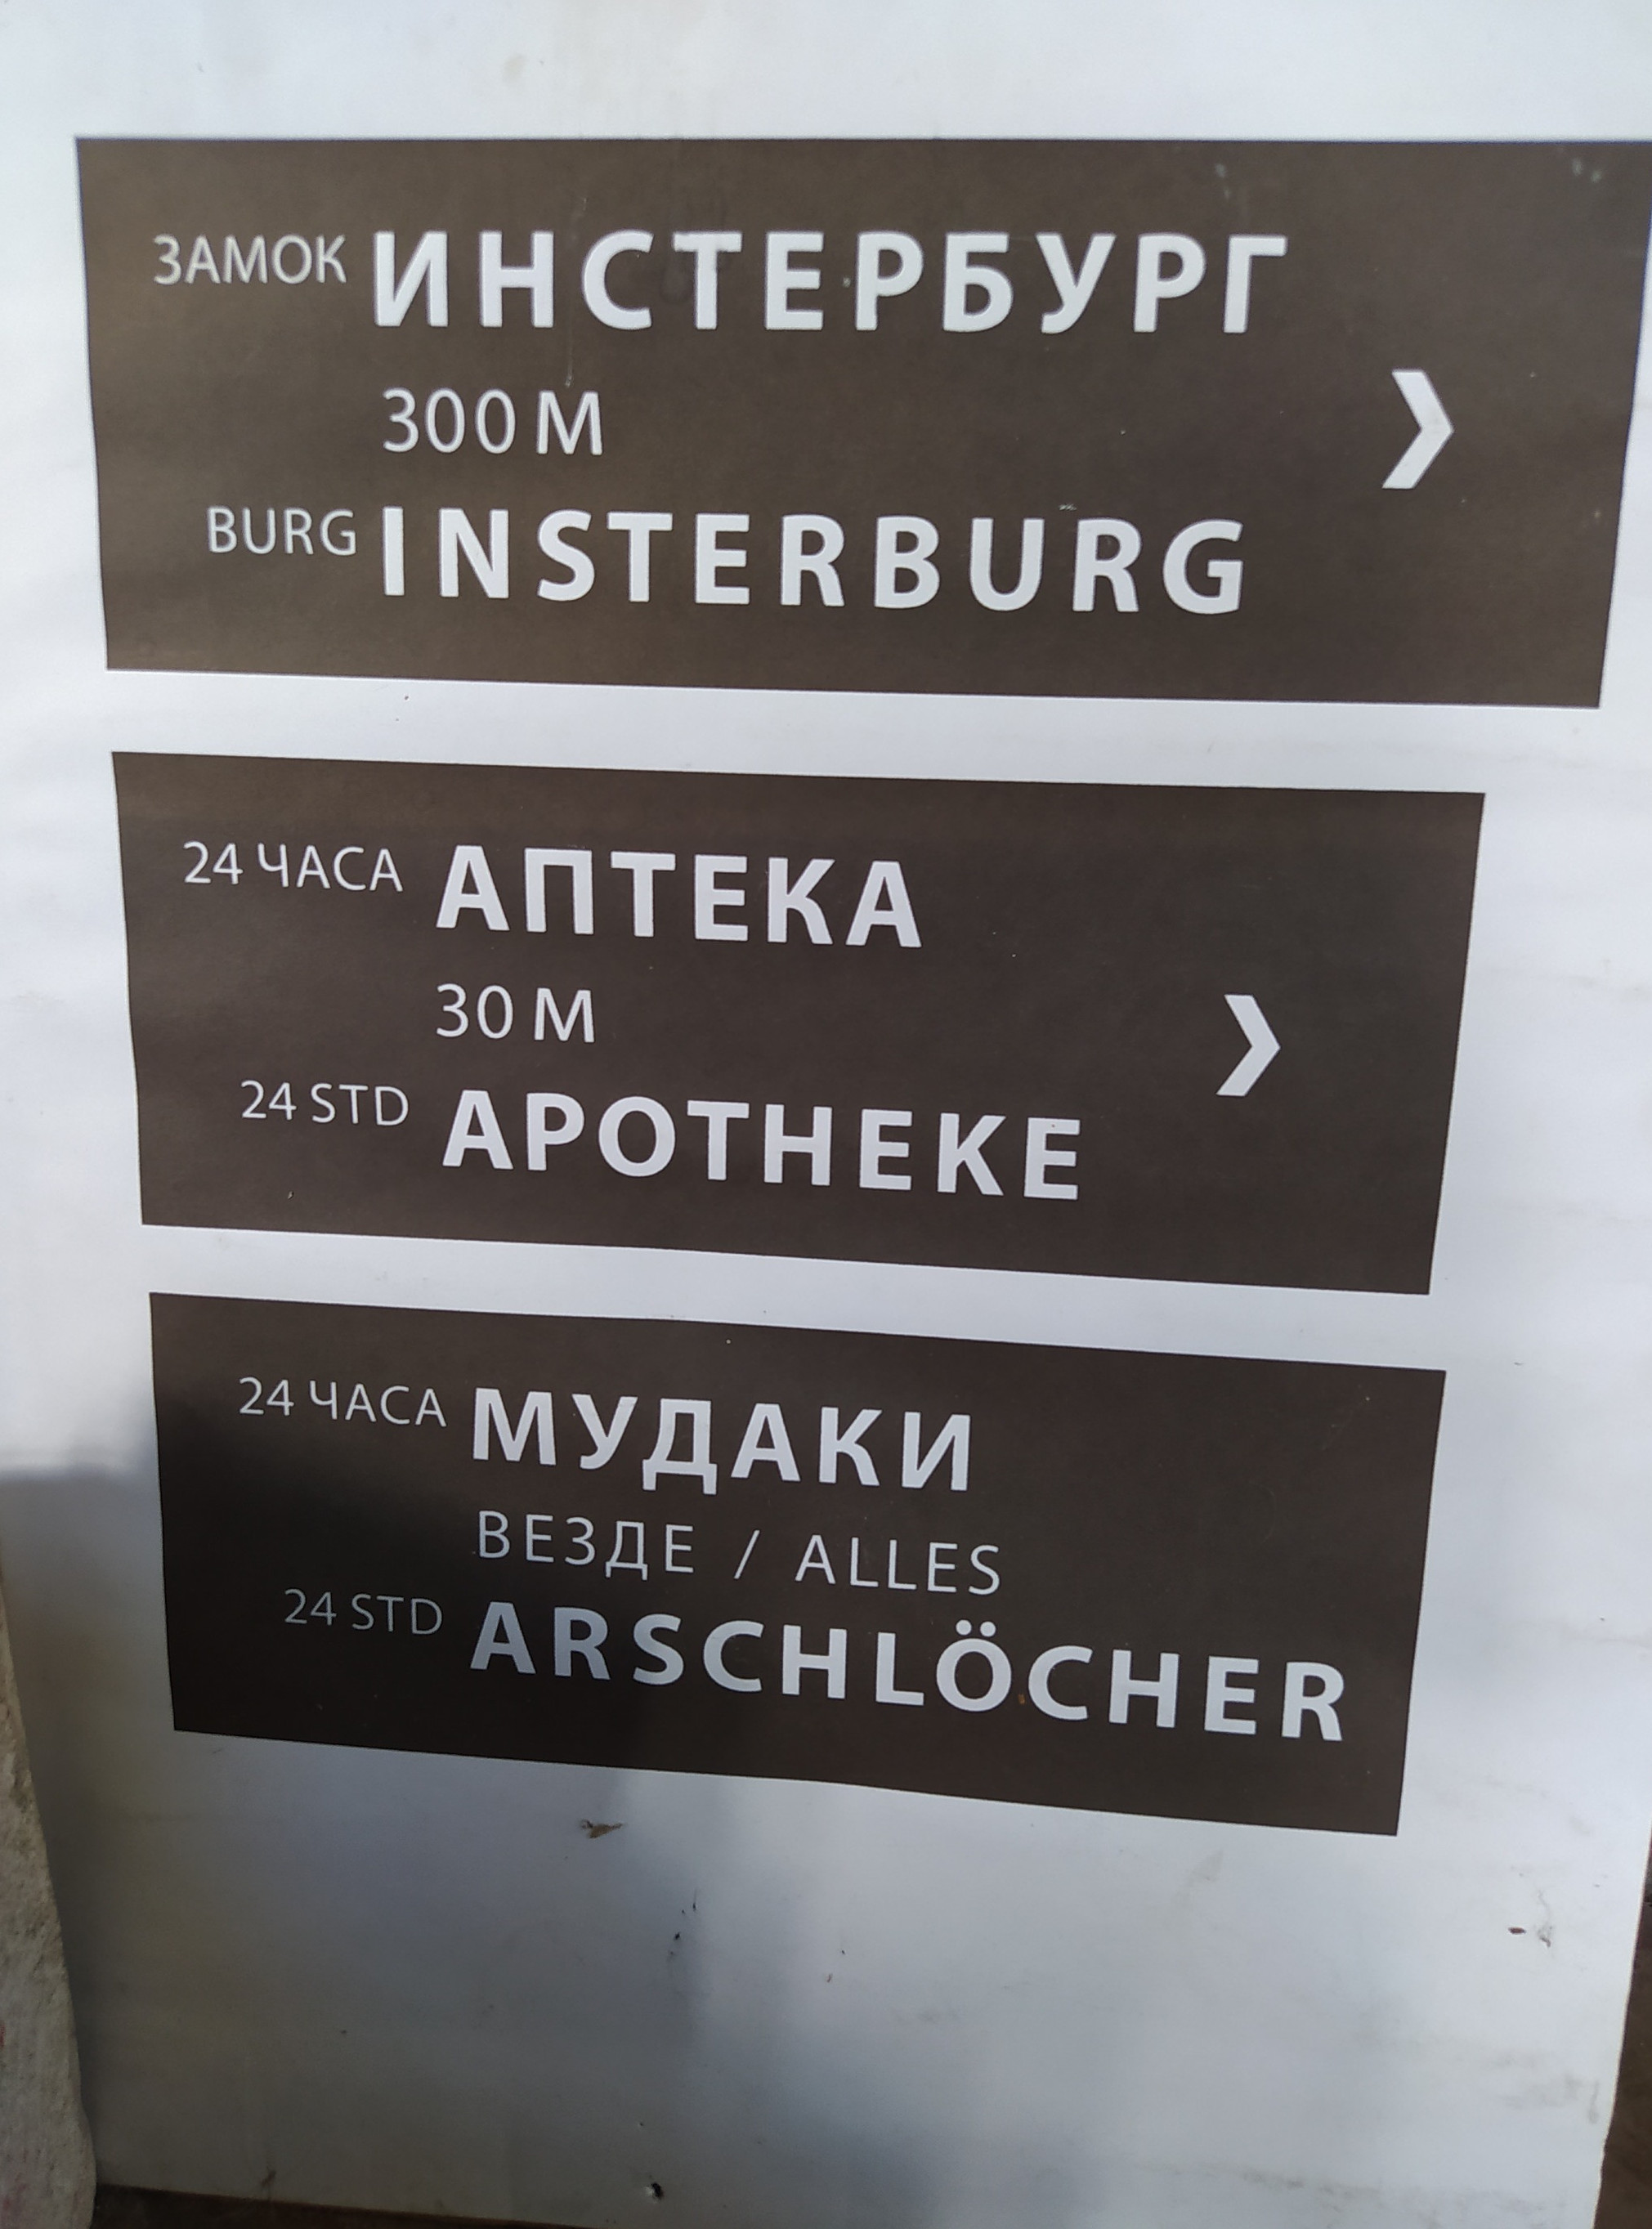 ЗАМОК ИНСТЕРБУРГ
300 М
BURG INSTERBURG
24 ЧАСА АПТЕКА
30 М
24 STD APOTHEKE
24 ЧАСА МУДАКИ
ВЕЗДЕ / ALLES
24 STD ARSCHLÖCHER